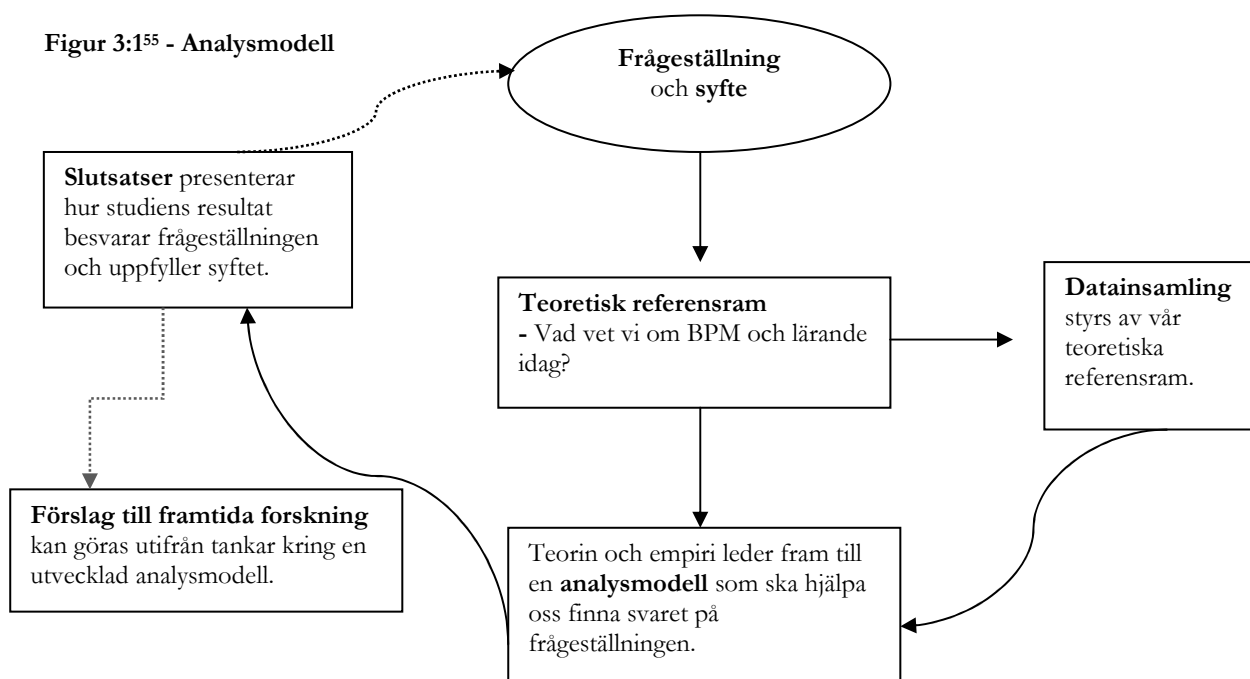 Figur 3:1⁵⁵ - Analysmodell
Frågeställning
och syfte
Slutsatser presenterar
hur studiens resultat
besvarar frågeställningen
och uppfyller syftet.
Teoretisk referensram
- Vad vet vi om BPM och lärande
idag?
Datainsamling
styrs av vår
teoretiska
referensram.
Förslag till framtida forskning
kan göras utifrån tankar kring en
utvecklad analysmodell.
Teorin och empiri leder fram till
en analysmodell som ska hjälpa
oss finna svaret på
frågeställningen.